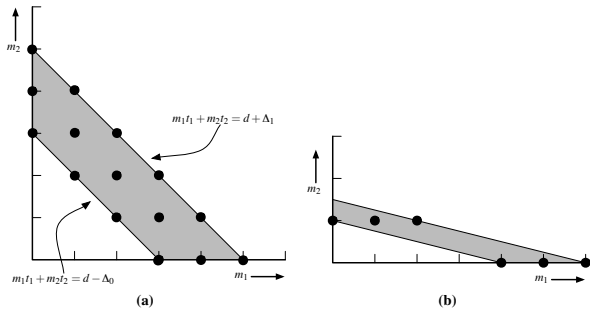 m₂
m₁t₁ + m₂t₂ = d + Δ₁
m₂
m₁t₁ + m₂t₂ = d − Δ₀
m₁
m₁
(a)
(b)